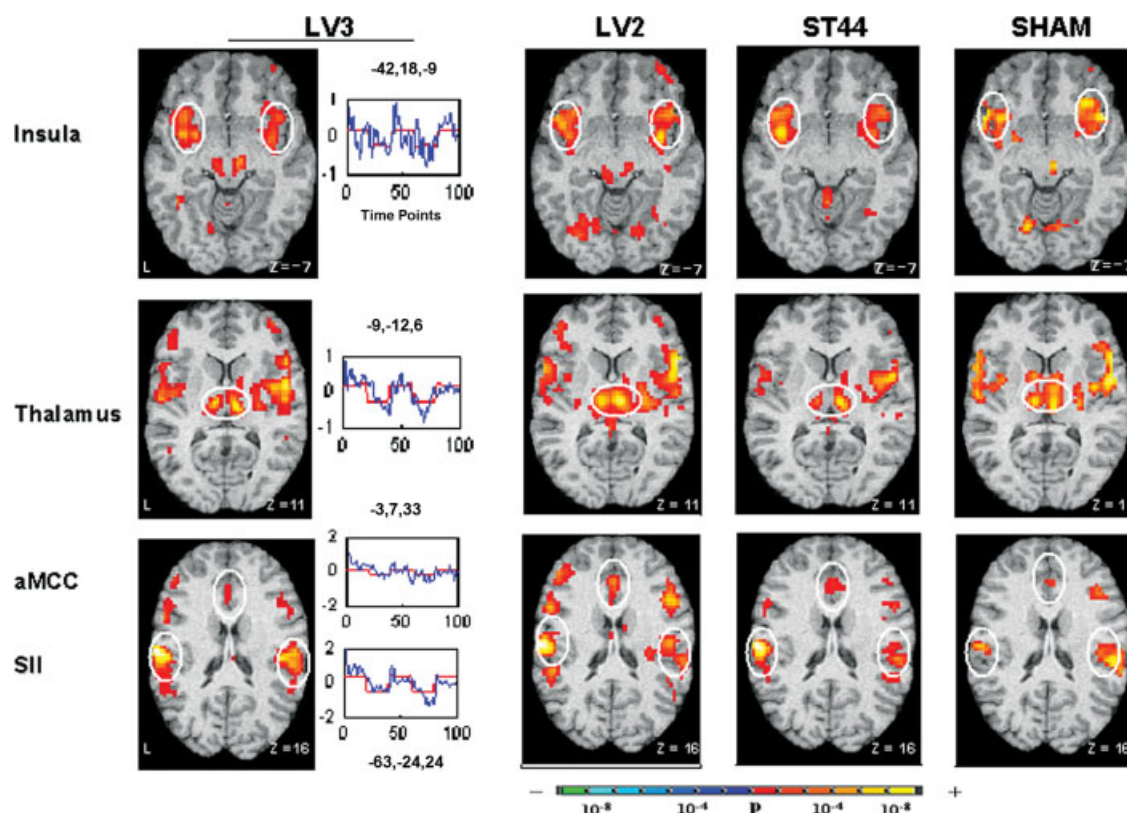 LV3 LV2 ST44 SHAM
Insula
-42,18,-9
1
0
-1
0 50 100
Time Points
L Z=-7 Z=-7 Z=-7 Z=-7
Thalamus
-9,-12,6
1
0
-1
0 50 100
L Z=11 Z=11 Z=11 Z=1
aMCC
-3,7,33
2
0
-2
SII
2
0
-2
0 50 100
L Z=16 Z=16 Z=16 Z=16
-63,-24,24
− 10-8 10-4 p 10-4 10-8 +